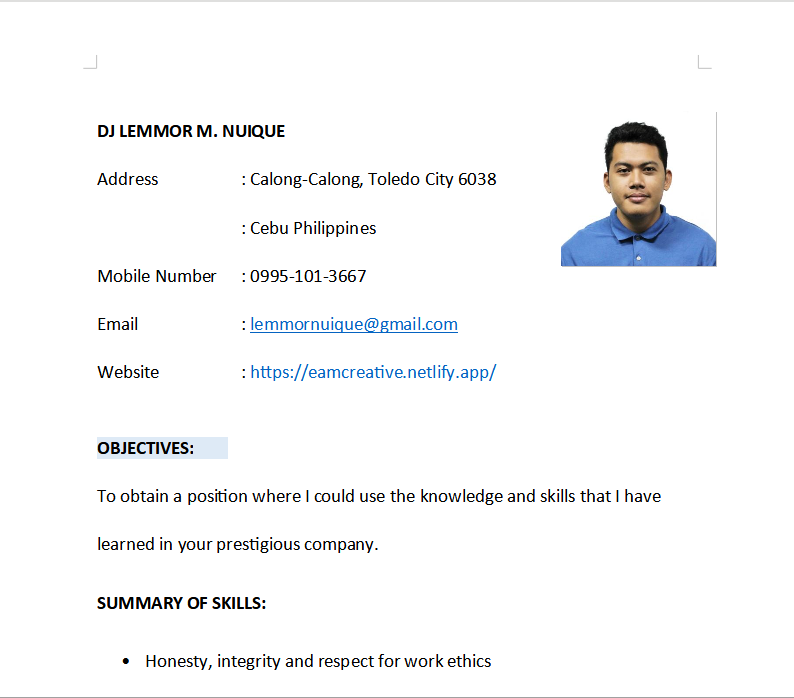 DJ LEMMOR M. NUIQUE
Address : Calong-Calong, Toledo City 6038
: Cebu Philippines
Mobile Number : 0995-101-3667
Email : lemmornuique@gmail.com
Website : https://eamcreative.netlify.app/
OBJECTIVES:
To obtain a position where I could use the knowledge and skills that I have
learned in your prestigious company.
SUMMARY OF SKILLS:
• Honesty, integrity and respect for work ethics